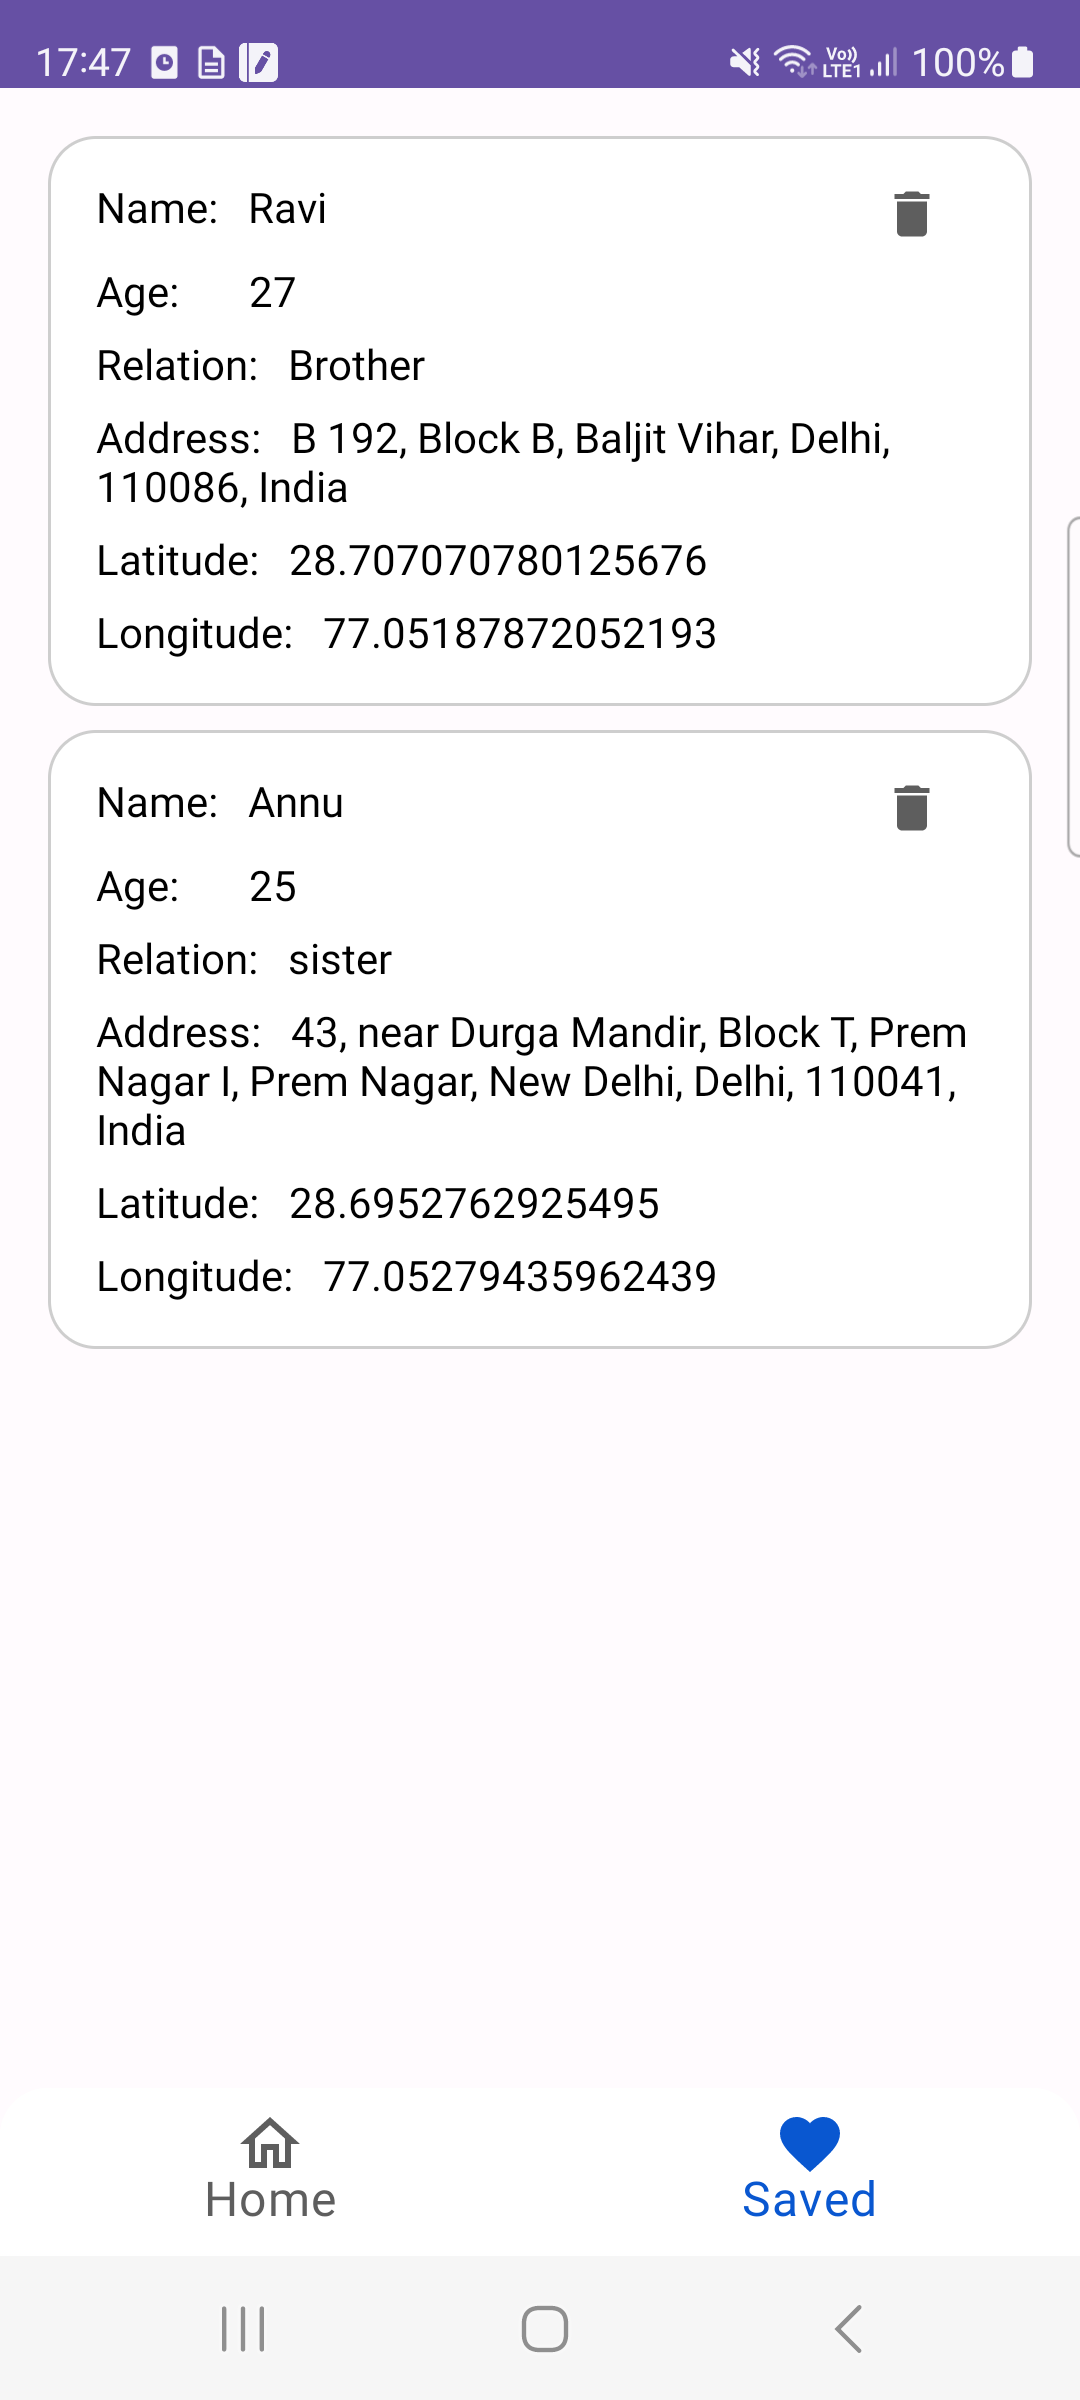 17:47 Vo)) LTE1 100%
Name: Ravi
Age: 27
Relation: Brother
Address: B 192, Block B, Baljit Vihar, Delhi,
110086, India
Latitude: 28.707070780125676
Longitude: 77.05187872052193
Name: Annu
Age: 25
Relation: sister
Address: 43, near Durga Mandir, Block T, Prem
Nagar I, Prem Nagar, New Delhi, Delhi, 110041,
India
Latitude: 28.6952762925495
Longitude: 77.05279435962439
Home Saved